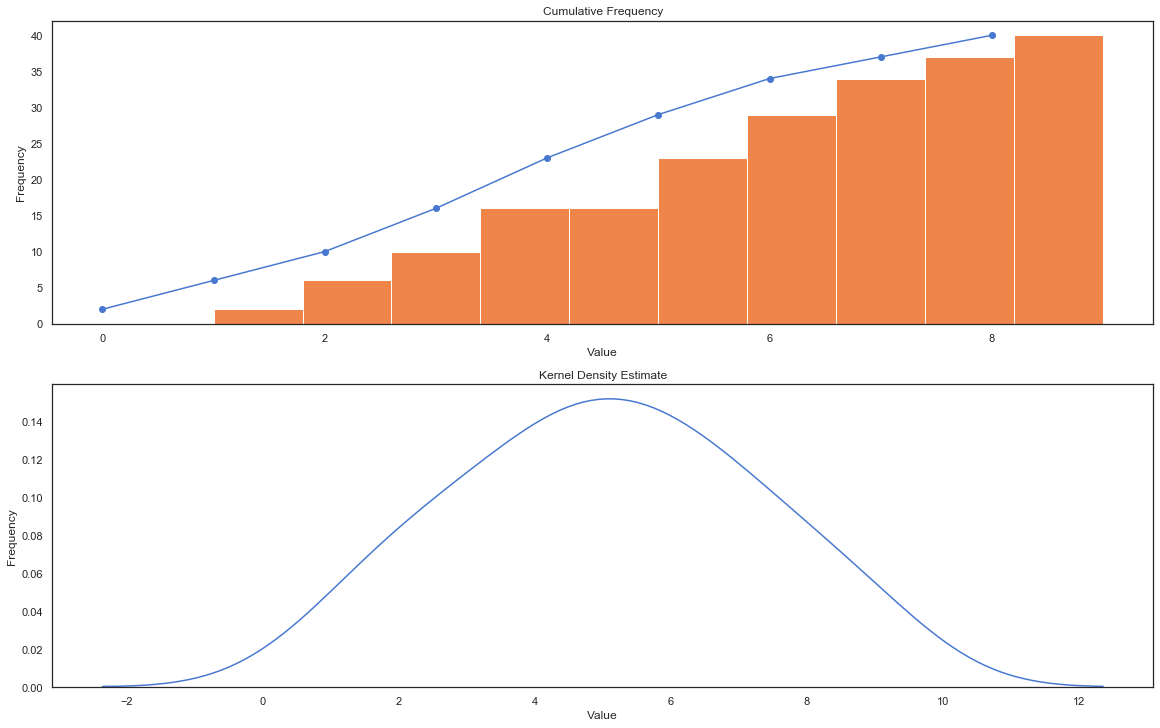 Cumulative Frequency
40
35
30
25
20
15
10
5
0
Frequency
0 2 4 6 8
Value
Kernel Density Estimate
0.14
0.12
0.10
0.08
0.06
0.04
0.02
0.00
Frequency
−2 0 2 4 6 8 10 12
Value